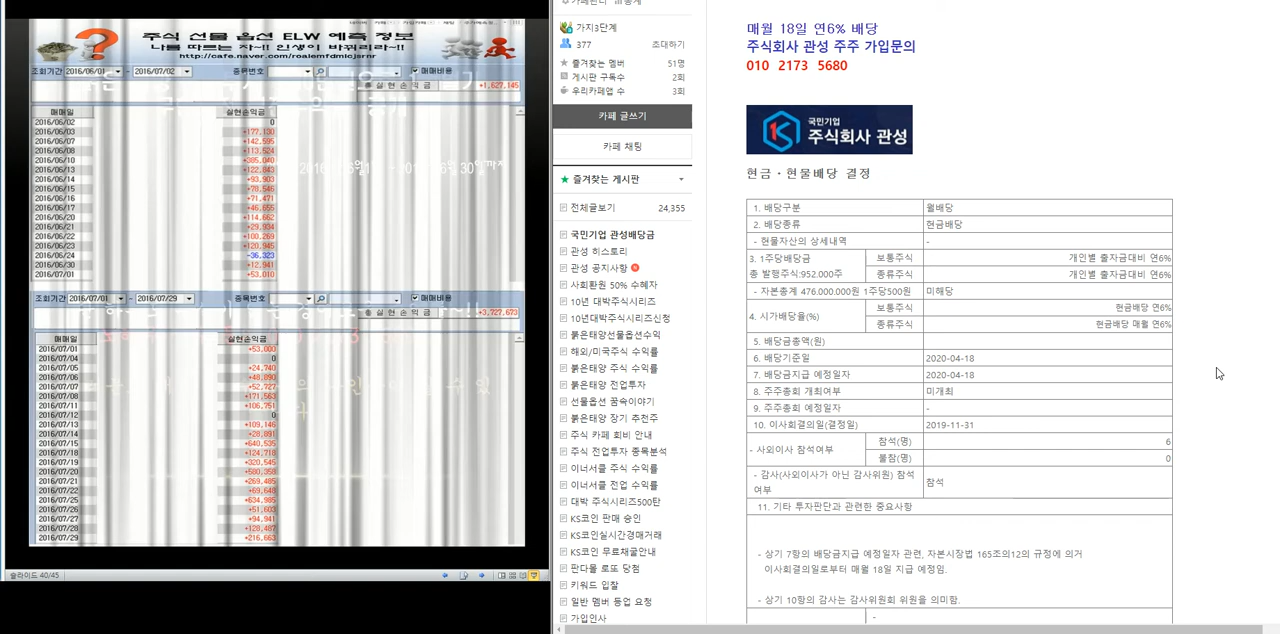 주식 선물 옵션 ELW 예측 정보
나를 따르는 자~!! 인생이 바꿔리라~!!
조회기간 2016/06/01 - 2016/07/02 종목번호 매매비용
총 실 현 손 익 금 +1,627,145
매매일 실현손익금
2016/06/02 0
2016/06/03 +177,130
2016/06/07 +142,595
2016/06/08 +113,524
2016/06/10 +385,040
2016/06/13 +122,843
2016/06/14 +93,903
2016/06/15 +78,546
2016/06/16 +71,471
2016/06/17 +46,655
2016/06/20 +114,662
2016/06/21 +29,934
2016/06/22 +100,269
2016/06/23 +120,945
2016/06/24 -36,323
2016/06/30 +12,941
2016/07/01 +53,010
조회기간 2016/07/01 - 2016/07/29 종목번호 매매비용
총 실 현 손 익 금 +3,727,673
매매일 실현손익금
2016/07/01 +53,000
2016/07/04 0
2016/07/05 +24,740
2016/07/06 +48,890
2016/07/07 +52,727
2016/07/08 +171,563
2016/07/11 +106,751
2016/07/12 0
2016/07/13 +109,146
2016/07/14 +28,891
2016/07/15 +640,535
2016/07/18 +124,718
2016/07/19 +320,545
2016/07/20 +580,358
2016/07/21 +269,485
2016/07/22 +69,648
2016/07/25 +634,985
2016/07/26 +51,603
2016/07/27 +94,941
2016/07/28 +128,487
2016/07/29 +216,663
슬라이드 40/45
가지3단계
377 초대하기
즐겨찾는 멤버 51명
게시판 구독수 2회
우리카페앱 수 3회
카페 글쓰기
카페 채팅
즐겨찾는 게시판
전체글보기 24,355
국민기업 관성배당금
관성 히스토리
관성 공지사항
사회환원 50% 수혜자
10년 대박주식시리즈
10년대박주식시리즈신청
붉은태양선물옵션수익
해외/미국주식 수익률
붉은태양 주식 수익률
붉은태양 전업투자
선물옵션 꿈속이야기
붉은태양 장기 추천주
주식 카페 회비 안내
주식 전업투자 종목분석
이너서클 주식 수익률
이너서클 전업 수익률
대박 주식시리즈500탄
KS코인 판매 승인
KS코인실시간경매거래
KS코인 무료채굴안내
판다몰 로또 당첨
키워드 입찰
일반 멤버 등업 요청
가입인사
매월 18일 연6% 배당
주식회사 관성 주주 가입문의
010 2173 5680
국민기업
주식회사 관성
현금・현물배당 결정
1. 배당구분 월배당
2. 배당종류 현금배당
- 현물자산의 상세내역 -
3. 1주당배당금 보통주식 개인별 출자금대비 연6%
총 발행주식:952.000주 종류주식 개인별 출자금대비 연6%
- 자본총계 476.000.000원 1주당500원 미해당
4. 시가배당율(%) 보통주식 현금배당 연6%
종류주식 현금배당 매월 연6%
5. 배당금총액(원)
6. 배당기준일 2020-04-18
7. 배당금지급 예정일자 2020-04-18
8. 주주총회 개최여부 미개최
9. 주주총회 예정일자 -
10. 이사회결의일(결정일) 2019-11-31
- 사외이사 참석여부 참석(명) 6
불참(명) 0
- 감사(사외이사가 아닌 감사위원) 참석
여부 참석
11. 기타 투자판단과 관련한 중요사항
- 상기 7항의 배당금지급 예정일자 관련, 자본시장법 165조의12의 규정에 의거
이사회결의일로부터 매월 18일 지급 예정임.
- 상기 10항의 감사는 감사위원회 위원을 의미함.
-